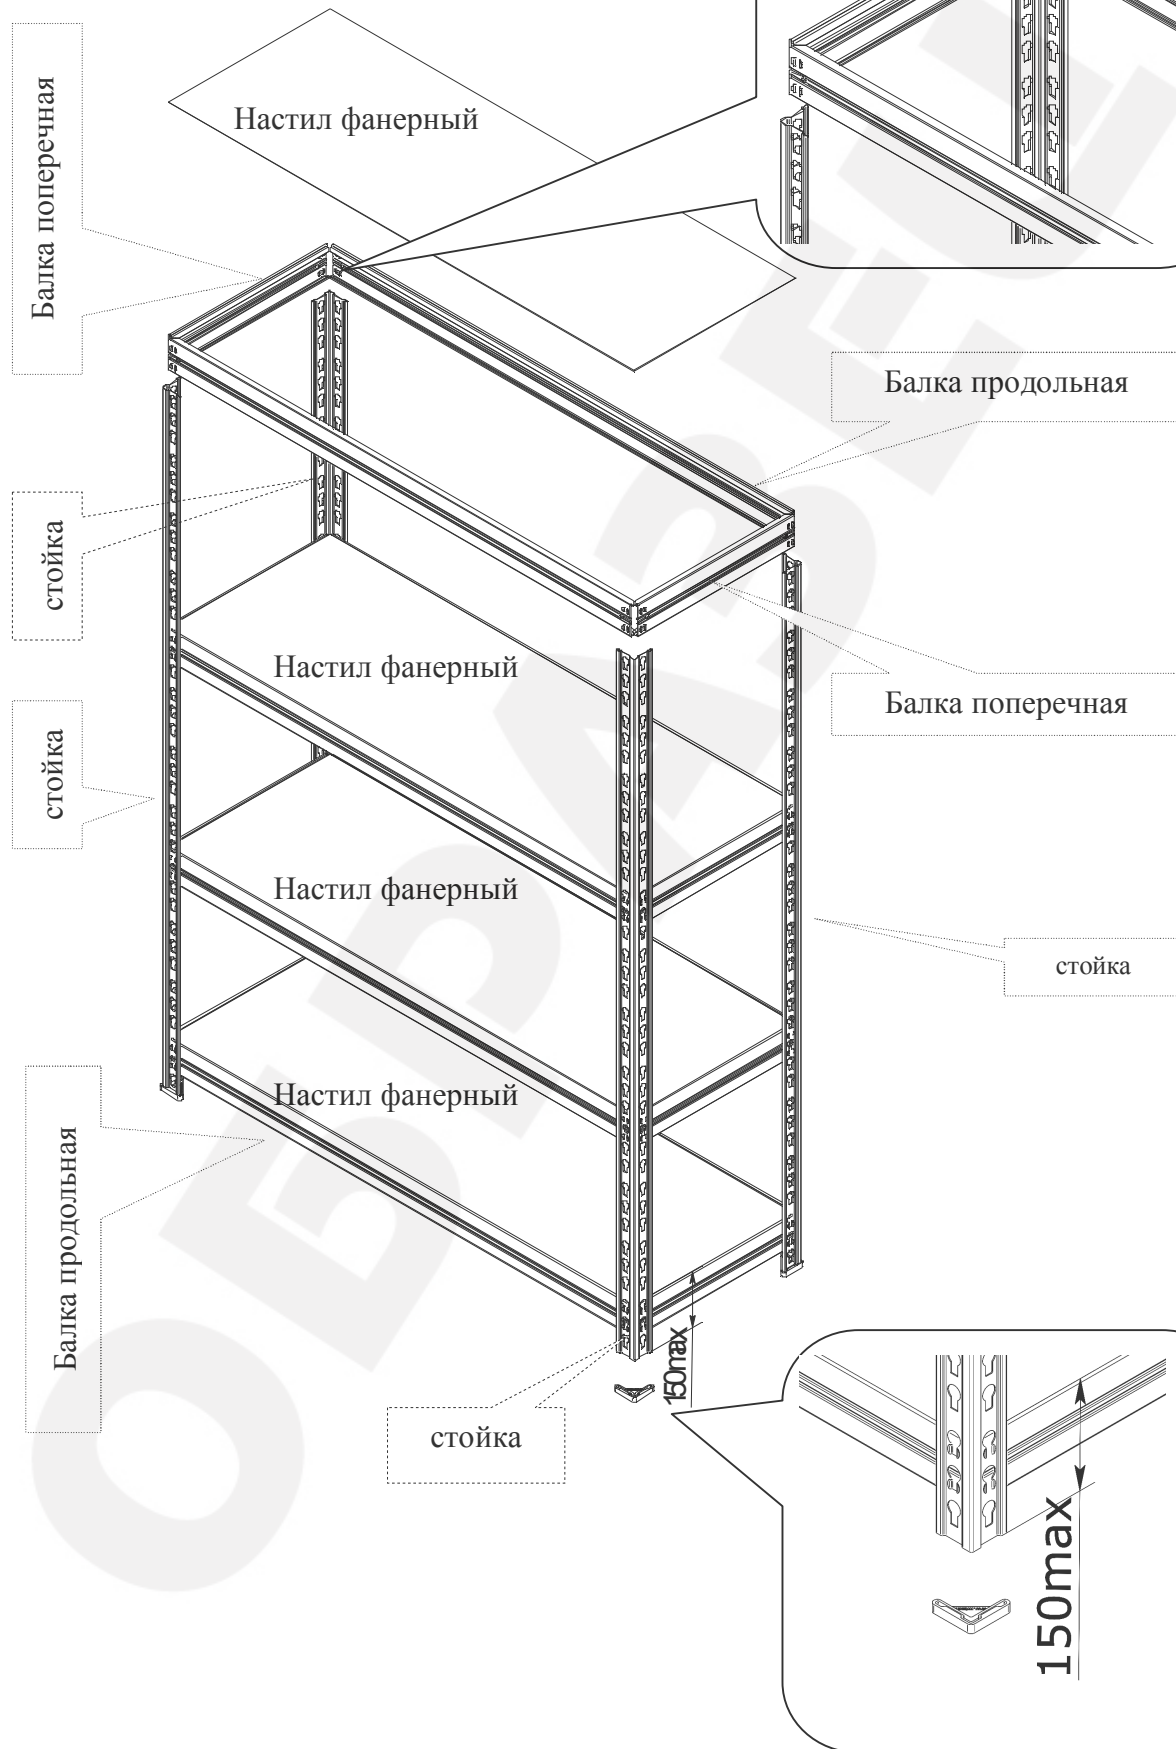 Настил фанерный
Балка поперечная
Балка продольная
стойка
Настил фанерный
Балка поперечная
стойка
Настил фанерный
стойка
Настил фанерный
Балка продольная
150max
стойка
150max
ОБРАЗЕЦ